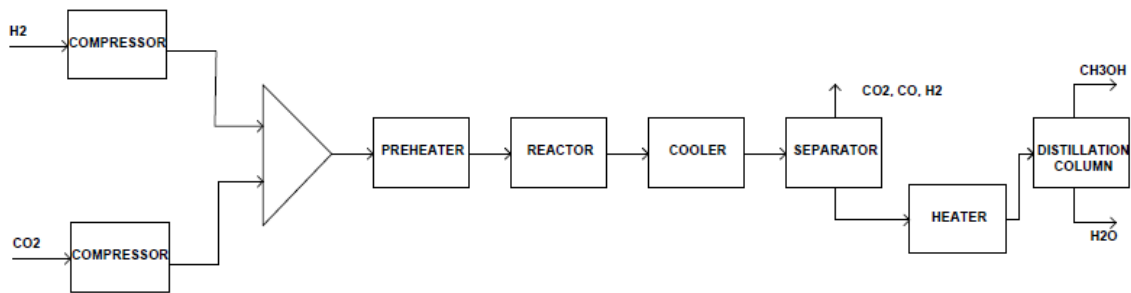 H2
COMPRESSOR
CO2
COMPRESSOR
PREHEATER
REACTOR
COOLER
CO2, CO, H2
SEPARATOR
HEATER
CH3OH
DISTILLATION
COLUMN
H2O